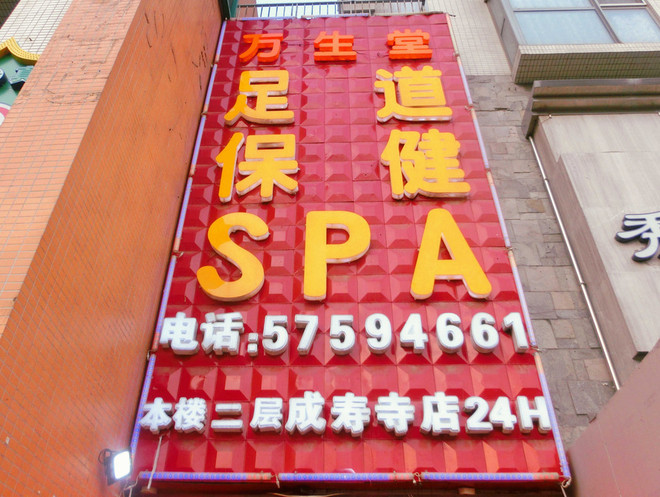 万生堂
足道
保健
SPA
电话:57594661
本楼二层成寿寺店24H
秀